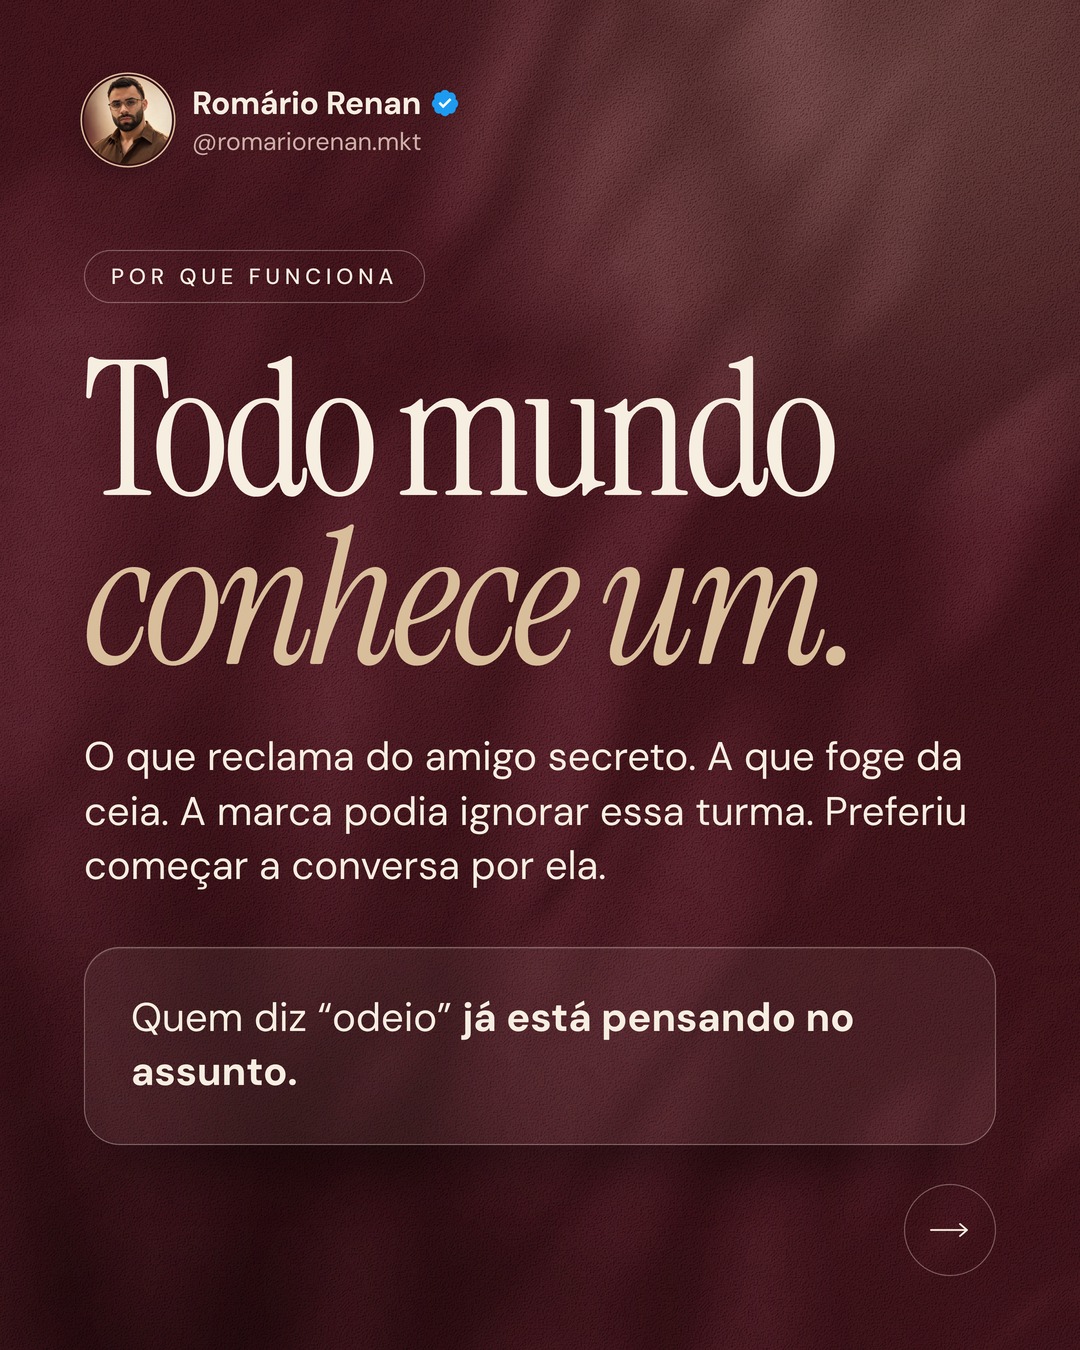 Romário Renan
@romariorenan.mkt
POR QUE FUNCIONA
Todo mundo
conhece um.
O que reclama do amigo secreto. A que foge da
ceia. A marca podia ignorar essa turma. Preferiu
começar a conversa por ela.
Quem diz “odeio” já está pensando no
assunto.